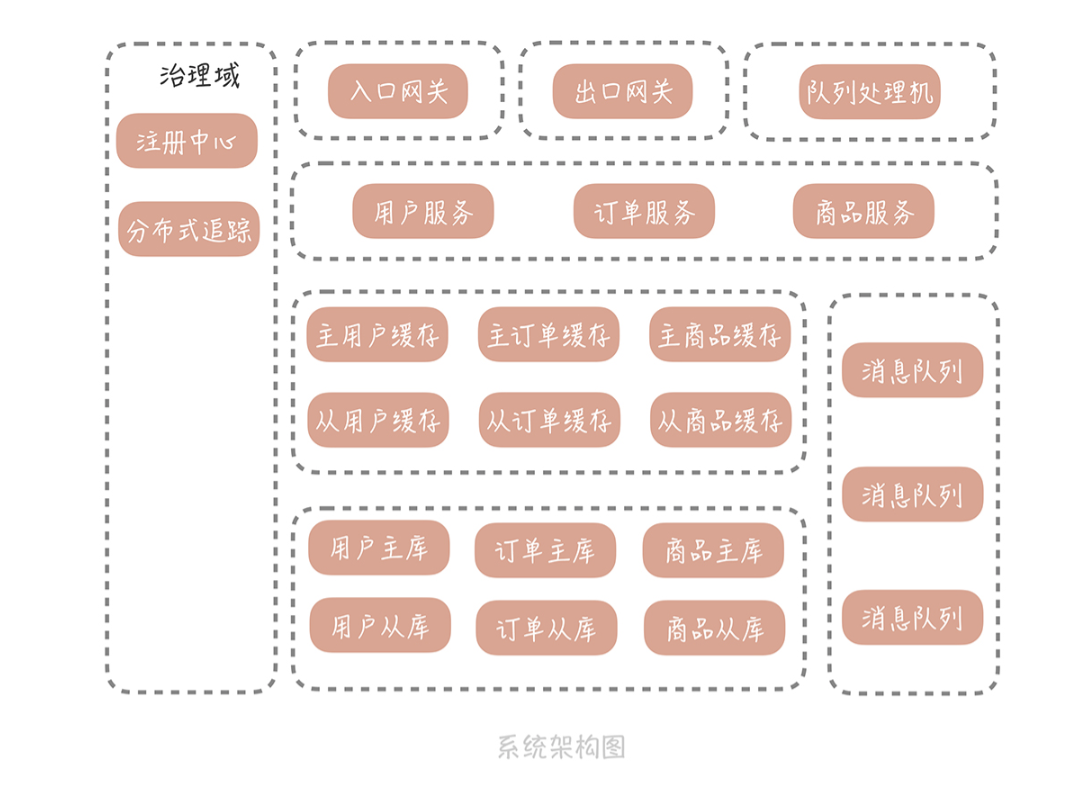 治理域
注册中心
分布式追踪
入口网关
出口网关
队列处理机
用户服务
订单服务
商品服务
主用户缓存
主订单缓存
主商品缓存
从用户缓存
从订单缓存
从商品缓存
用户主库
订单主库
商品主库
用户从库
订单从库
商品从库
消息队列
消息队列
消息队列
系统架构图